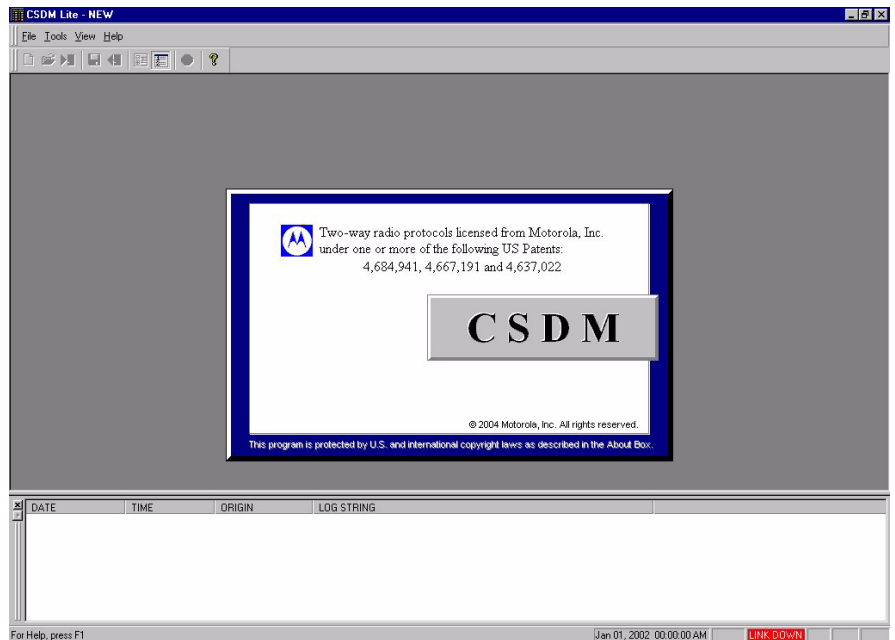 CSDM Lite - NEW
File Tools View Help
Two-way radio protocols licensed from Motorola, Inc.
under one or more of the following US Patents:
4,684,941, 4,667,191 and 4,637,022
CSDM
© 2004 Motorola, Inc. All rights reserved.
This program is protected by U.S. and international copyright laws as described in the About Box.
DATE TIME ORIGIN LOG STRING
For Help, press F1 Jan 01, 2002 00:00:00 AM LINK DOWN